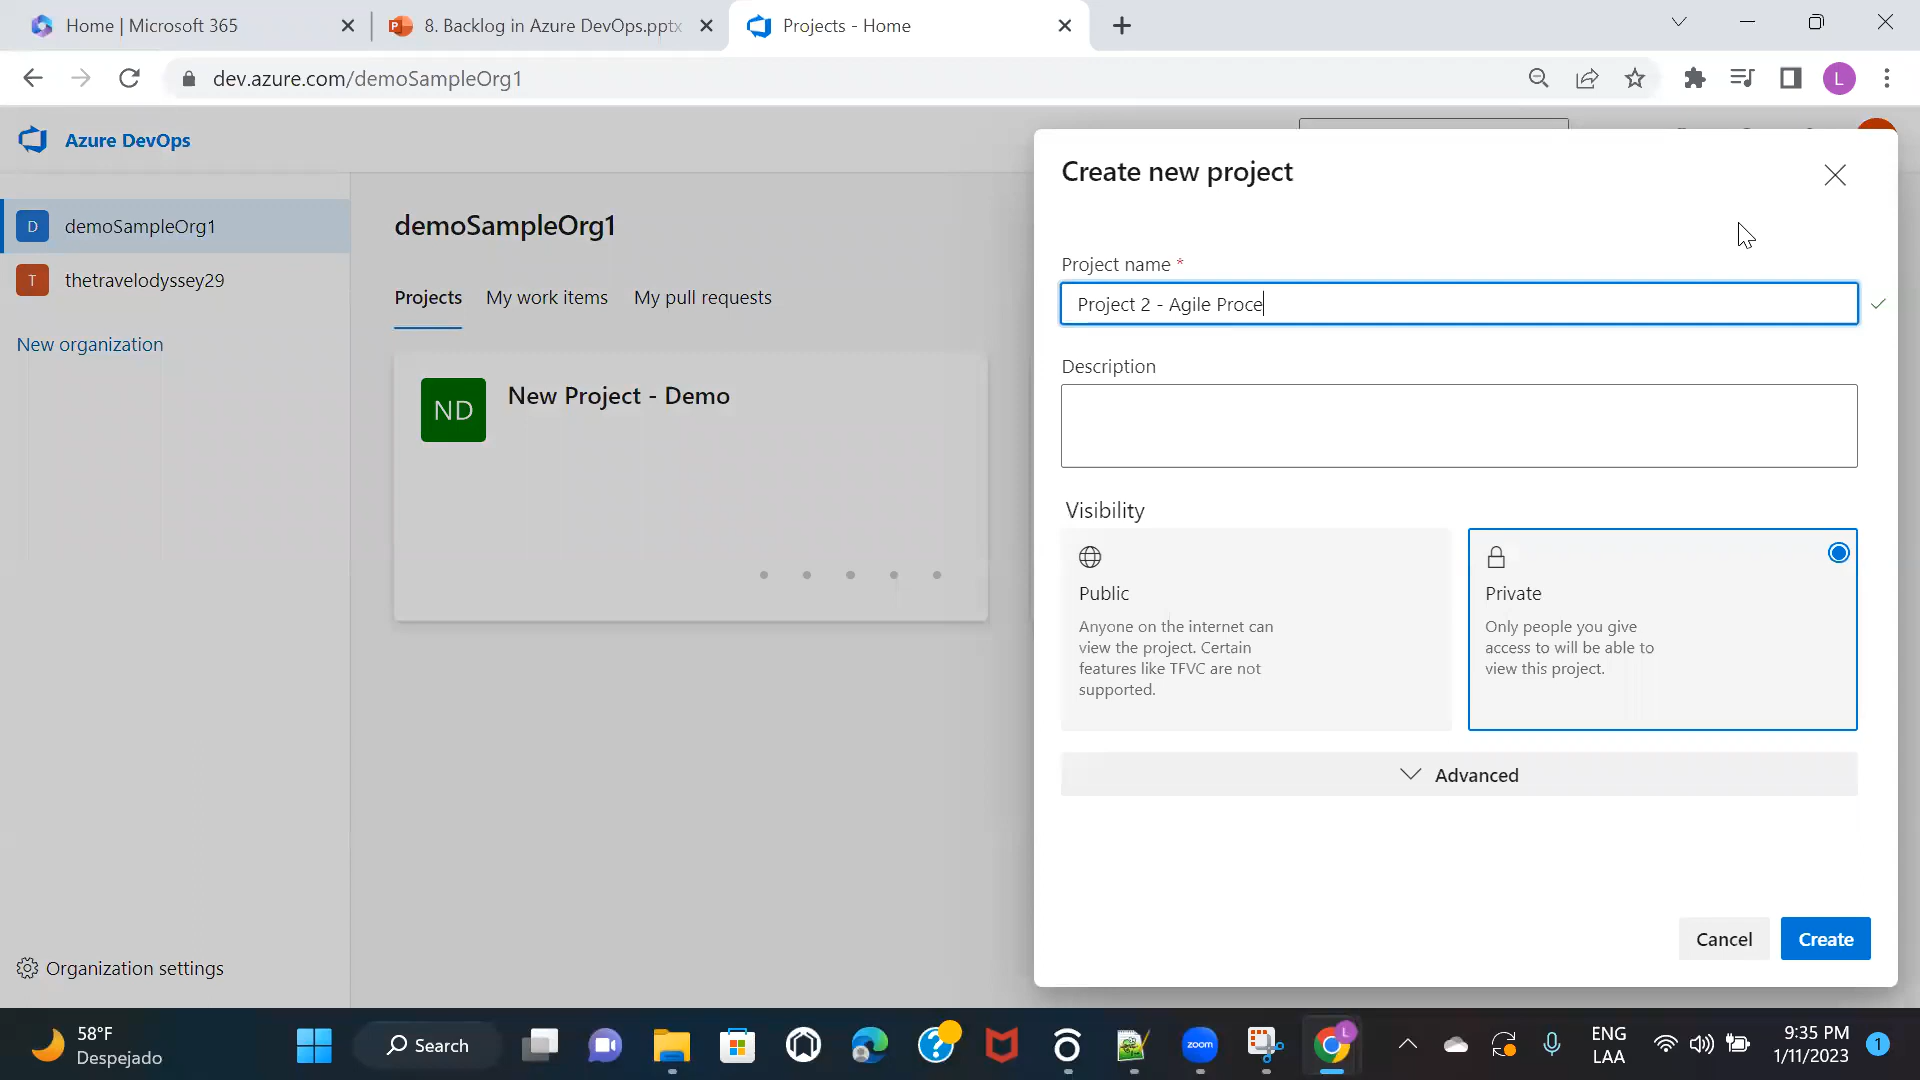 Home | Microsoft 365
8. Backlog in Azure DevOps.pptx
Projects - Home
dev.azure.com/demoSampleOrg1
L
Azure DevOps
D
demoSampleOrg1
T
thetravelodyssey29
New organization
Organization settings
demoSampleOrg1
Projects
My work items
My pull requests
ND
New Project - Demo
Create new project
Project name *
Project 2 - Agile Proce
Description
Visibility
Public
Anyone on the internet can
view the project. Certain
features like TFVC are not
supported.
Private
Only people you give
access to will be able to
view this project.
Advanced
Cancel
Create
58°F
Despejado
Search
zoom
L
ENG
LAA
9:35 PM
1/11/2023
1